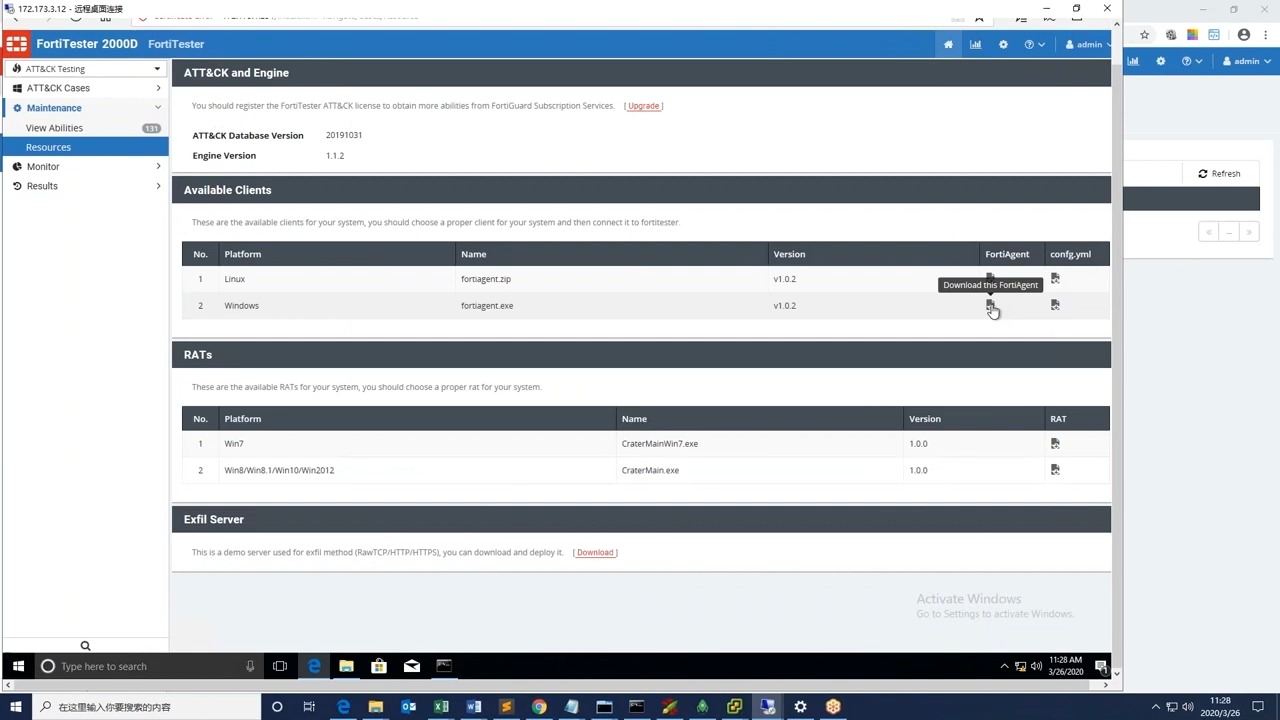 172.173.3.12 - 远程桌面连接
FortiTester 2000D FortiTester
admin
admin
ATT&CK Testing
ATT&CK Cases
Maintenance
View Abilities 131
Resources
Monitor
Results
ATT&CK and Engine
You should register the FortiTester ATT&CK license to obtain more abilities from FortiGuard Subscription Services. [ Upgrade ]
ATT&CK Database Version 20191031
Engine Version 1.1.2
Refresh
« ... »
Available Clients
These are the available clients for your system, you should choose a proper client for your system and then connect it to fortitester.
No. Platform Name Version FortiAgent confg.yml
1 Linux fortiagent.zip v1.0.2
Download this FortiAgent
2 Windows fortiagent.exe v1.0.2
RATs
These are the available RATs for your system, you should choose a proper rat for your system.
No. Platform Name Version RAT
1 Win7 CraterMainWin7.exe 1.0.0
2 Win8/Win8.1/Win10/Win2012 CraterMain.exe 1.0.0
Exfil Server
This is a demo server used for exfil method (RawTCP/HTTP/HTTPS), you can download and deploy it. [ Download ]
Activate Windows
Go to Settings to activate Windows.
Type here to search
11:28 AM
3/26/2020
1
在这里输入你要搜索的内容
11:28
2020/3/26